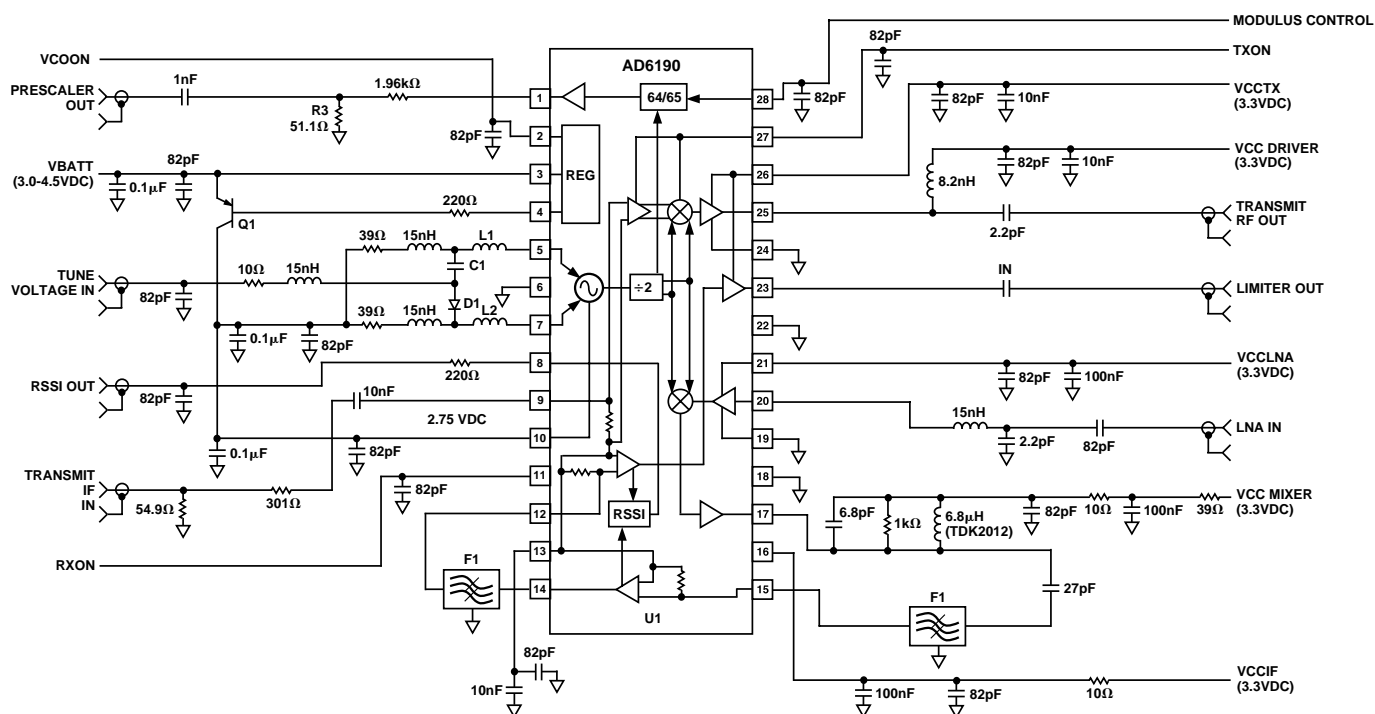 MODULUS CONTROL
82pF
TXON
VCOON
AD6190
1nF
1.96kΩ
PRESCALER
OUT
R3
51.1Ω
1
64/65
28
82pF
VCCTX
(3.3VDC)
82pF
10nF
82pF
2
27
VBATT
(3.0-4.5VDC)
82pF
0.1μF
3
REG
26
VCC DRIVER
(3.3VDC)
82pF
10nF
8.2nH
Q1
220Ω
4
25
TRANSMIT
RF OUT
2.2pF
39Ω
15nH
L1
5
24
C1
TUNE
VOLTAGE IN
10Ω
15nH
82pF
6
÷2
23
IN
LIMITER OUT
D1
39Ω
15nH
L2
7
22
0.1μF
82pF
8
21
VCCLNA
(3.3VDC)
82pF
100nF
RSSI OUT
82pF
220Ω
10nF
9
20
2.75 VDC
15nH
LNA IN
2.2pF
82pF
10
19
0.1μF
82pF
TRANSMIT
IF
IN
54.9Ω
301Ω
11
18
82pF
12
RSSI
17
6.8pF
1kΩ
6.8μH
(TDK2012)
82pF
10Ω
100nF
39Ω
VCC MIXER
(3.3VDC)
RXON
13
16
F1
14
15
27pF
F1
U1
82pF
10nF
100nF
82pF
10Ω
VCCIF
(3.3VDC)